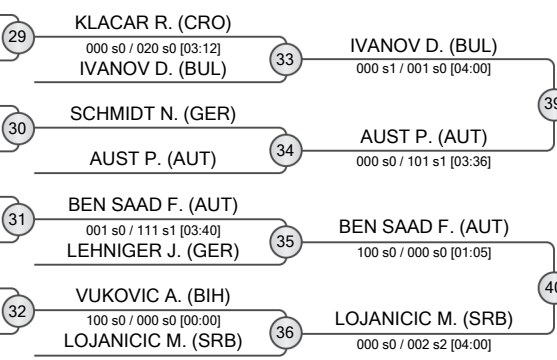 29
KLACAR R. (CRO)
000 s0 / 020 s0 [03:12]
IVANOV D. (BUL)
33
IVANOV D. (BUL)
000 s1 / 001 s0 [04:00]
39
30
SCHMIDT N. (GER)
AUST P. (AUT)
34
AUST P. (AUT)
000 s0 / 101 s1 [03:36]
31
BEN SAAD F. (AUT)
001 s0 / 111 s1 [03:40]
LEHNIGER J. (GER)
35
BEN SAAD F. (AUT)
100 s0 / 000 s0 [01:05]
40
32
VUKOVIC A. (BIH)
100 s0 / 000 s0 [00:00]
LOJANICIC M. (SRB)
36
LOJANICIC M. (SRB)
000 s0 / 002 s2 [04:00]